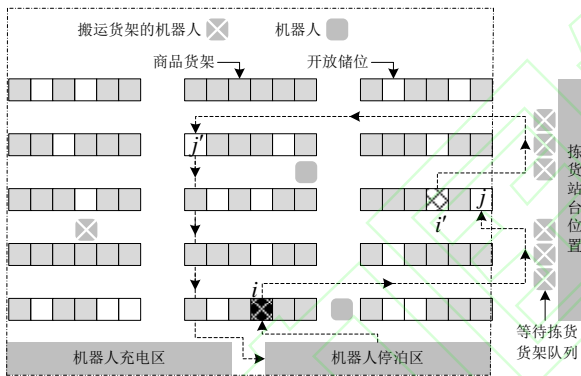 搬运货架的机器人
机器人
商品货架
开放储位
j'
j
i'
i
拣货站台位置
等待拣货
货架队列
机器人充电区
机器人停泊区